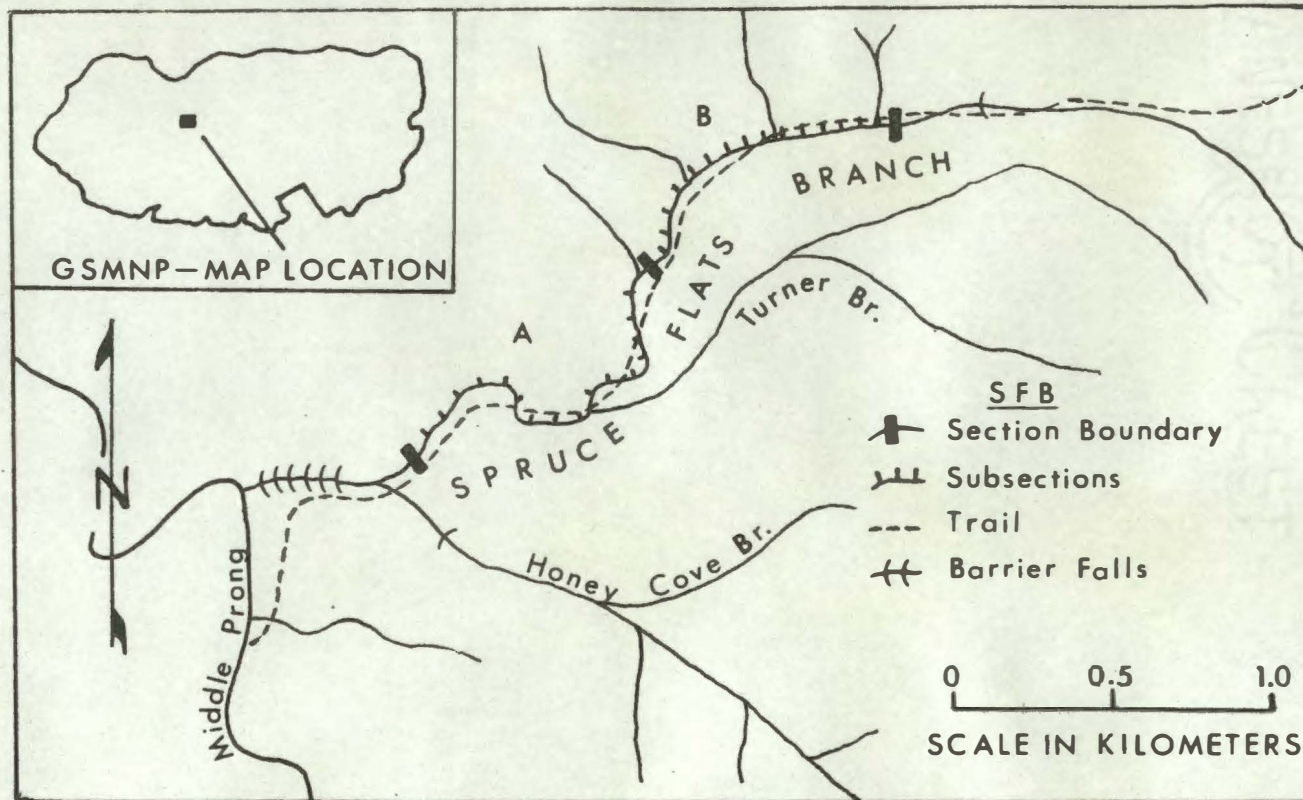 GSMNP—MAP LOCATION
A
B
SPRUCE FLATS BRANCH
Turner Br.
Honey Cove Br.
Middle Prong
N
SFB
Section Boundary
Subsections
Trail
Barrier Falls
0 0.5 1.0
SCALE IN KILOMETERS